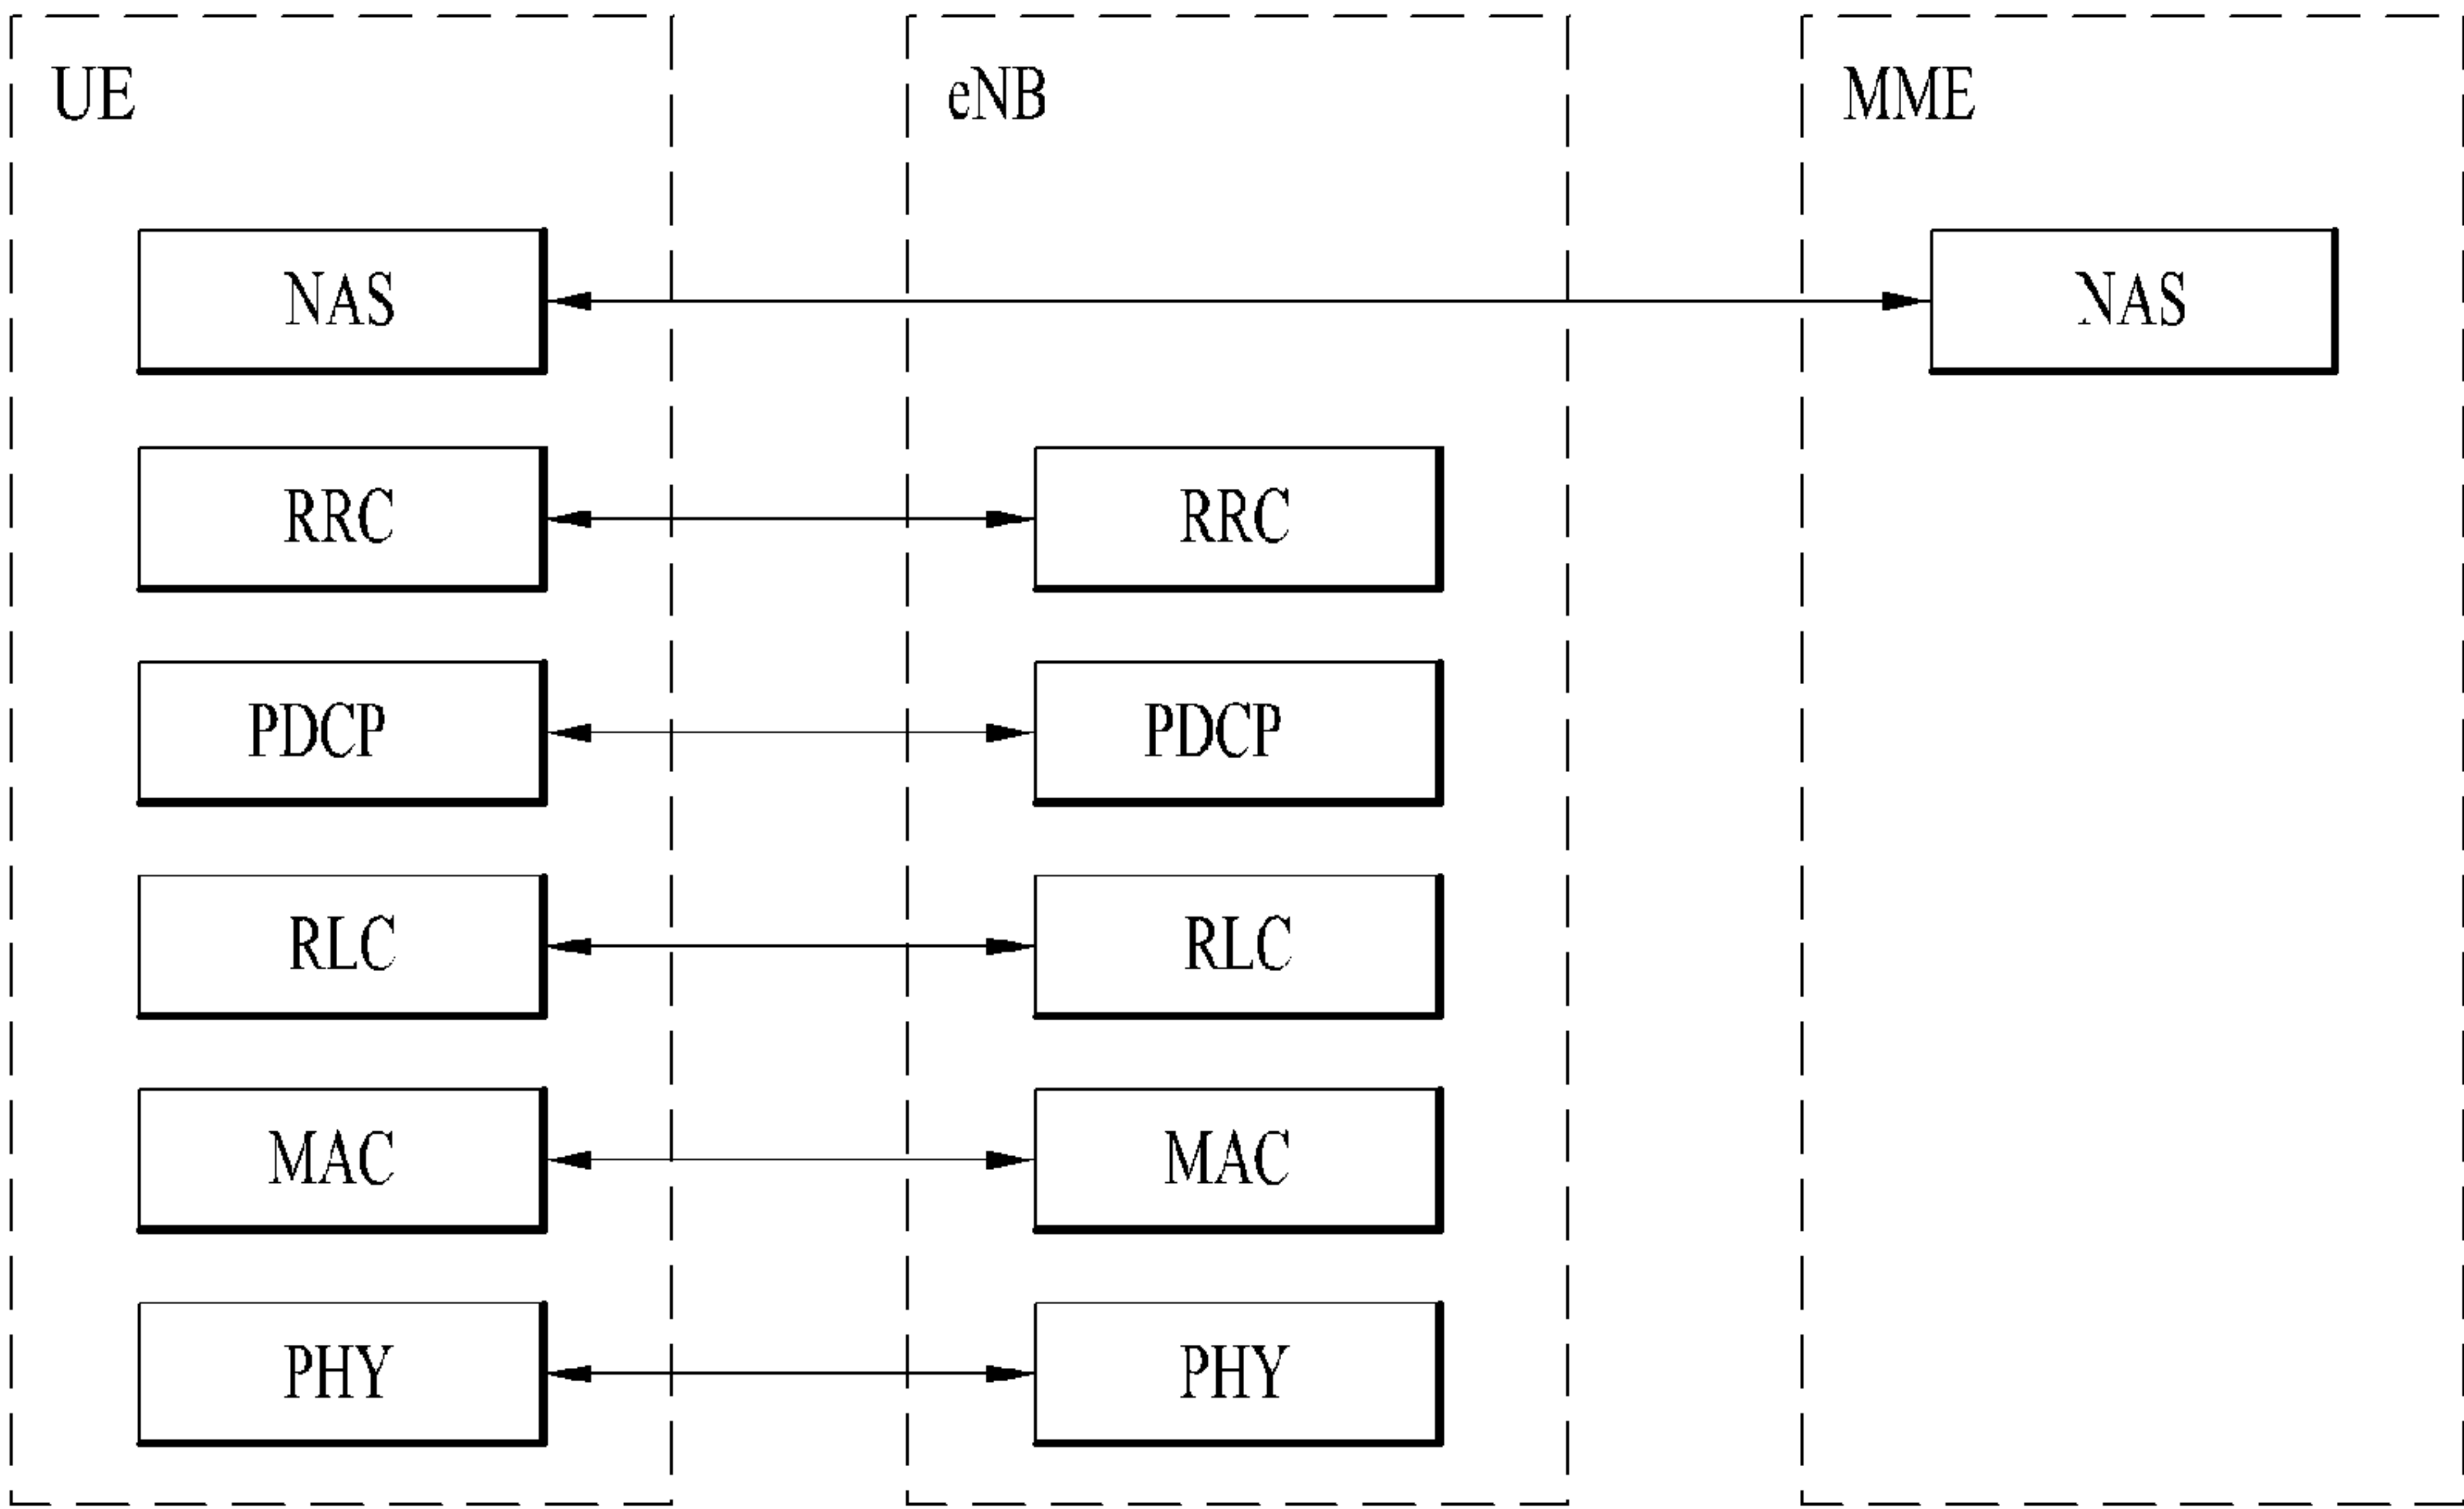 UE eNB MME
NAS NAS
RRC RRC
PDCP PDCP
RLC RLC
MAC MAC
PHY PHY